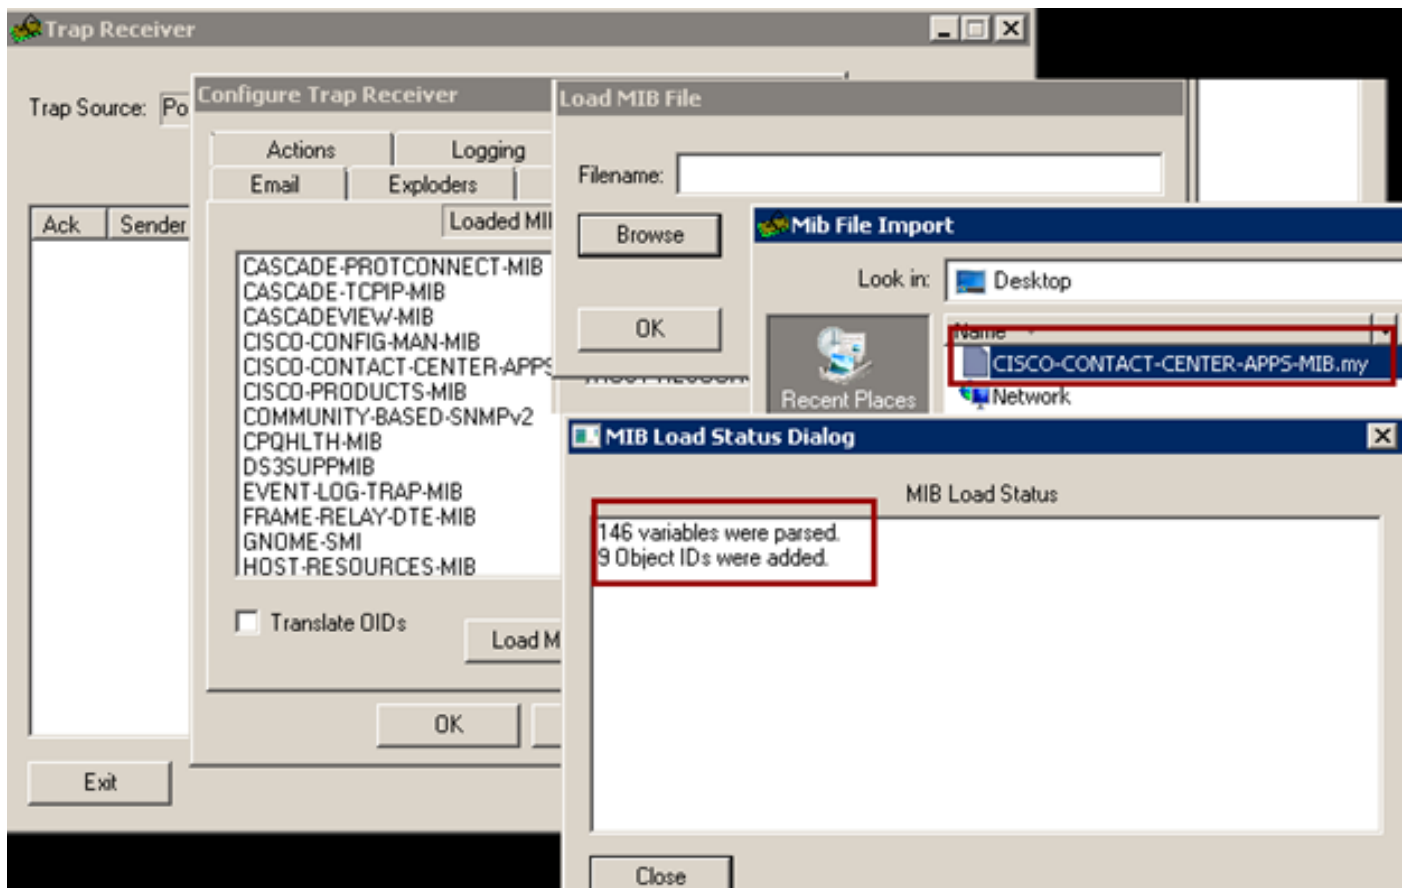 Trap Receiver
Trap Source: Po
Configure Trap Receiver
Actions
Logging
Email
Exploders
Loaded MI
Ack
Sender
CASCADE-PROTCONNECT-MIB
CASCADE-TCPIP-MIB
CASCADEVIEW-MIB
CISCO-CONFIG-MAN-MIB
CISCO-CONTACT-CENTER-APPS
CISCO-PRODUCTS-MIB
COMMUNITY-BASED-SNMPv2
CPQHLTH-MIB
DS3SUPPMIB
EVENT-LOG-TRAP-MIB
FRAME-RELAY-DTE-MIB
GNOME-SMI
HOST-RESOURCES-MIB
Translate OIDs
Load M
OK
Exit
Load MIB File
Filename:
Browse
OK
Mib File Import
Look in:
Desktop
Name
CISCO-CONTACT-CENTER-APPS-MIB.my
Network
Recent Places
MIB Load Status Dialog
MIB Load Status
146 variables were parsed.
9 Object IDs were added.
Close